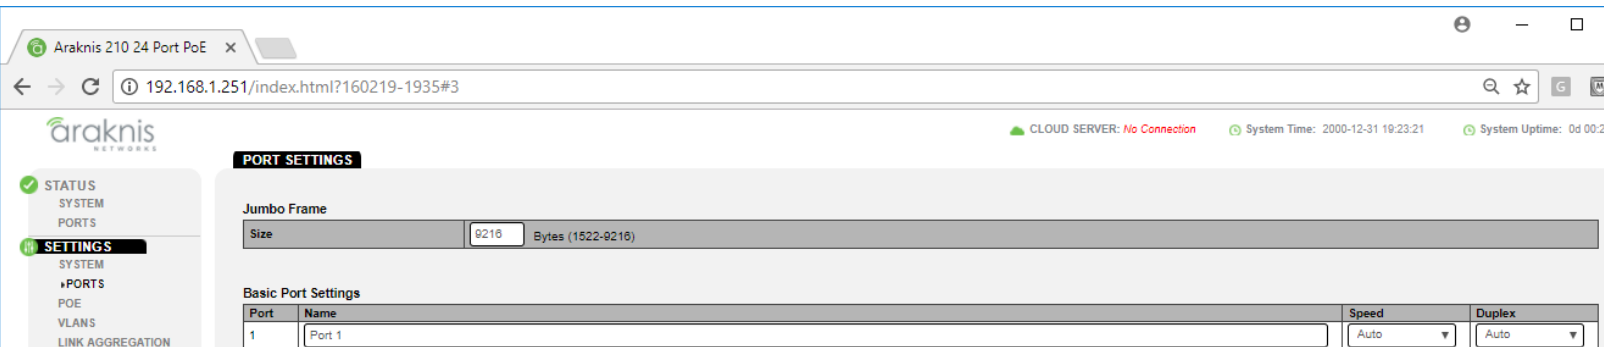 Araknis 210 24 Port PoE
192.168.1.251/index.html?160219-1935#3
araknis
NETWORKS
CLOUD SERVER: No Connection
System Time: 2000-12-31 19:23:21
System Uptime: 0d 00:2
PORT SETTINGS
STATUS
SYSTEM
PORTS
SETTINGS
SYSTEM
PORTS
POE
VLANS
LINK AGGREGATION
Jumbo Frame
Size 9216 Bytes (1522-9216)
Basic Port Settings
Port Name Speed Duplex
1 Port 1 Auto Auto